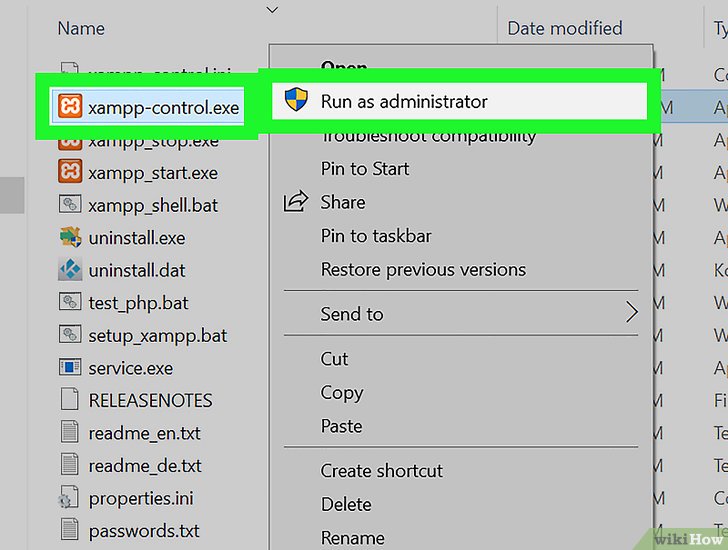 Name
Date modified
Ty
xampp_control.ini
Open
Co
xampp-control.exe
Run as administrator
M
Ap
xampp_stop.exe
Troubleshoot compatibility
M
Ap
xampp_start.exe
Pin to Start
M
Ap
xampp_shell.bat
Share
M
W
uninstall.exe
Pin to taskbar
M
Ap
uninstall.dat
Restore previous versions
M
Ko
test_php.bat
Send to
M
W
setup_xampp.bat
M
W
service.exe
Cut
M
Ap
RELEASENOTES
Copy
M
Fi
readme_en.txt
Paste
M
Te
readme_de.txt
Create shortcut
M
Te
properties.ini
Delete
M
Co
passwords.txt
Rename
Te
wikiHow